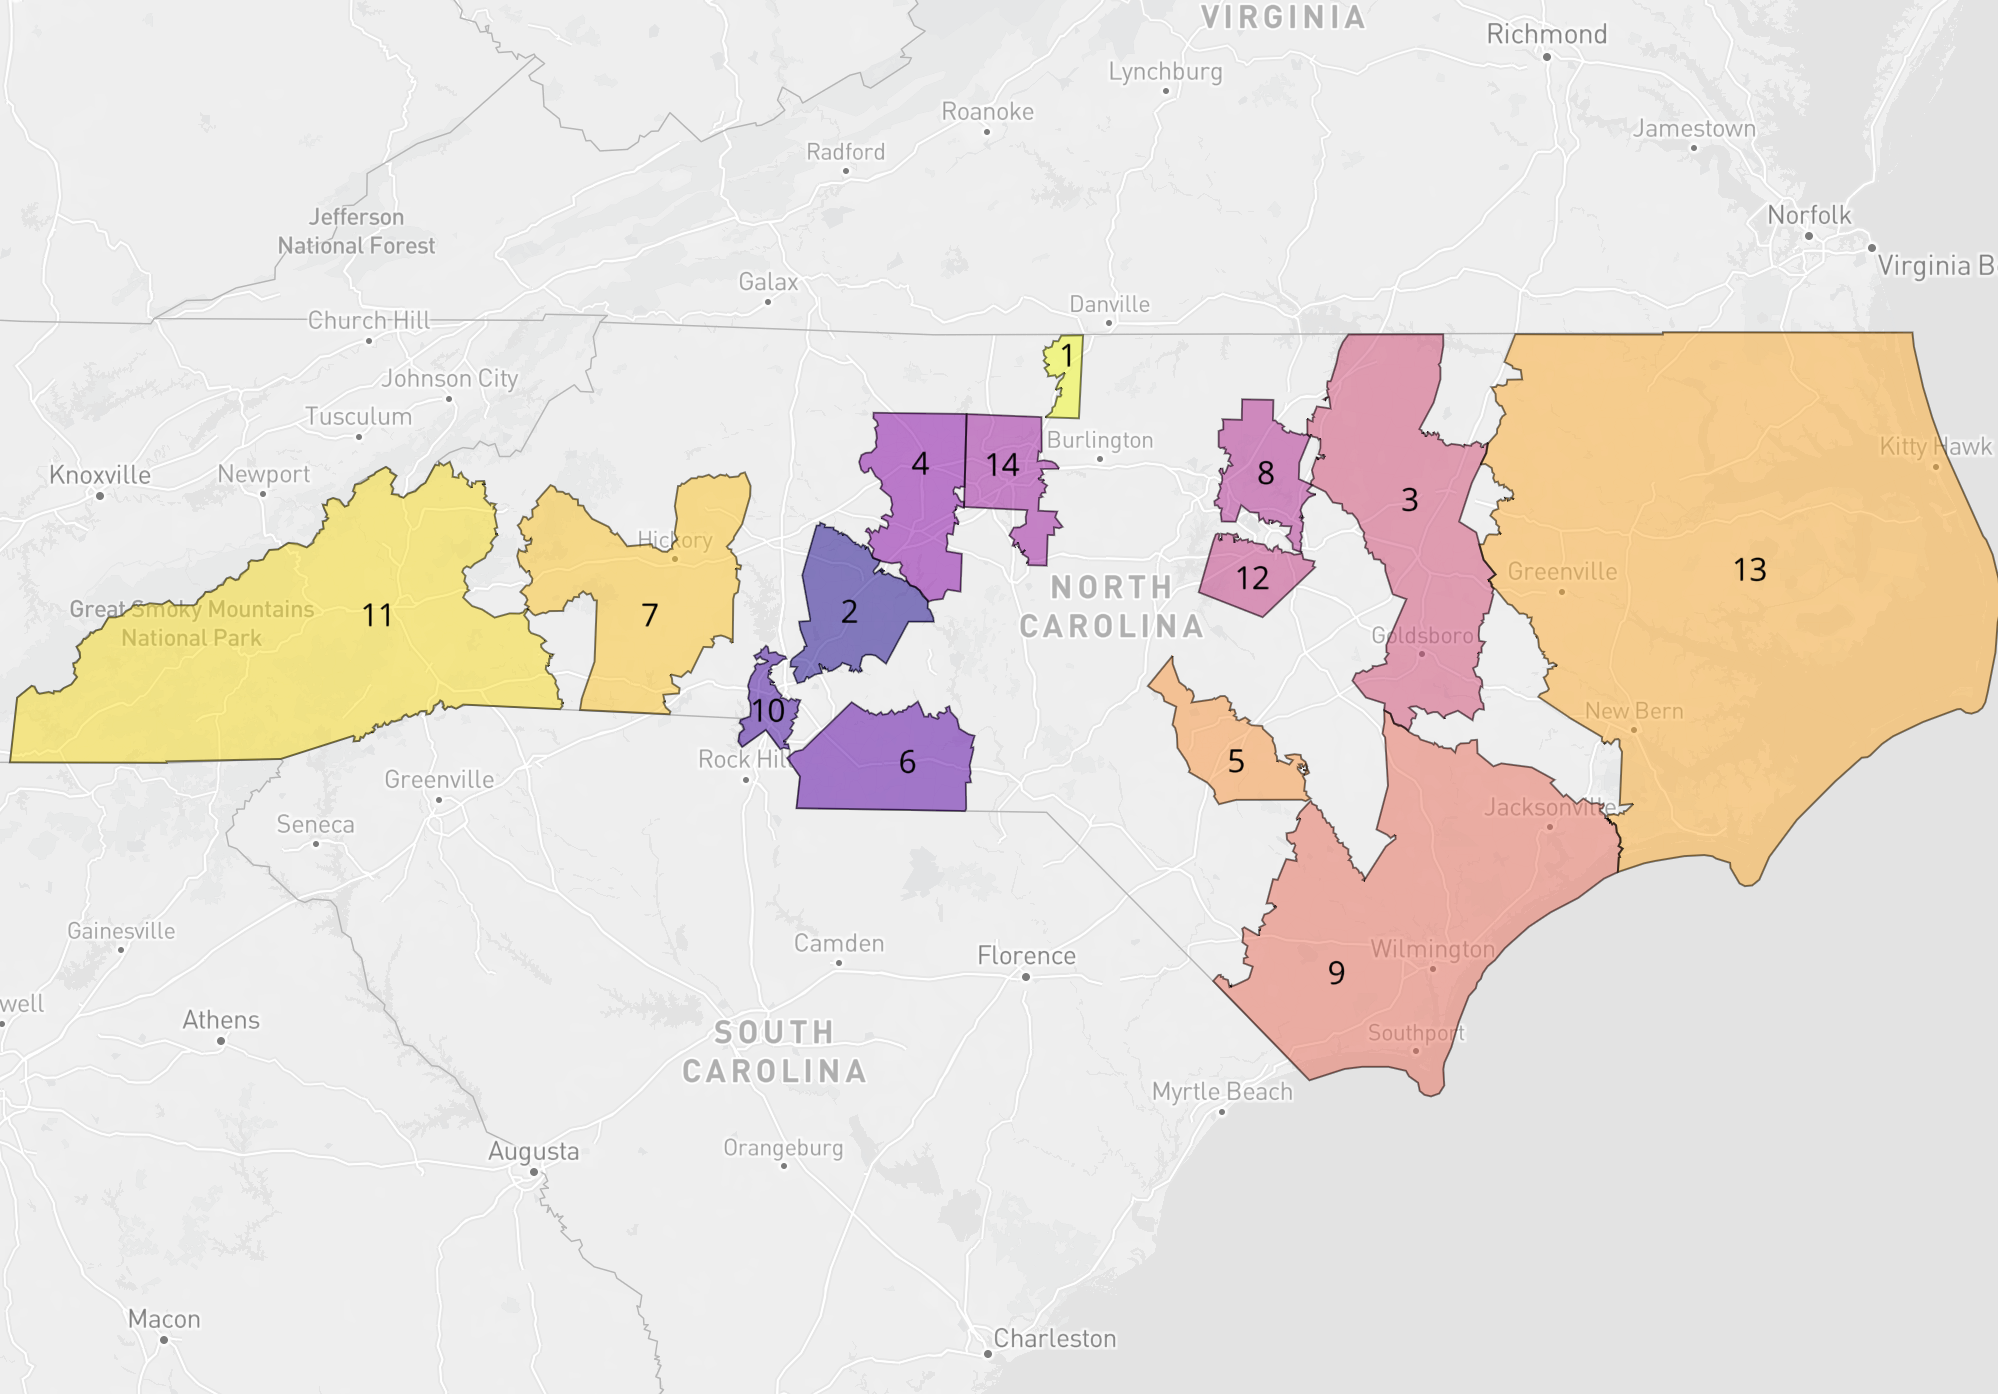 VIRGINIA
Richmond
Lynchburg
Roanoke
Jamestown
Radford
Jefferson
National Forest
Norfolk
Virginia B
Galax
Danville
Church Hill
1
Johnson City
Tusculum
Burlington
Kitty Hawk
Knoxville
Newport
4
14
8
3
Hickory
NORTH
CAROLINA
12
Greenville
13
Great Smoky Mountains
National Park
11
7
2
Goldsboro
10
New Bern
Rock Hil
6
5
Greenville
Jacksonville
Seneca
Gainesville
Camden
Florence
Wilmington
9
well
Athens
SOUTH
CAROLINA
Southport
Myrtle Beach
Augusta
Orangeburg
Macon
Charleston